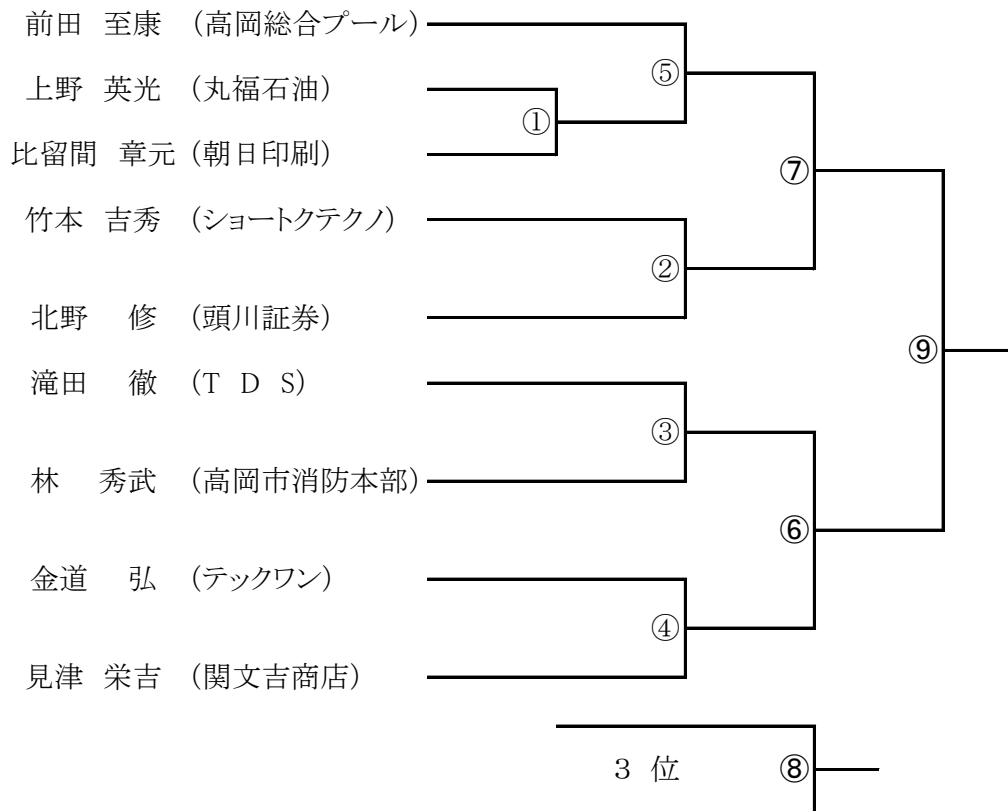 前田 至康 (高岡総合プール)
⑤
上野 英光 (丸福石油)
①
比留間 章元 (朝日印刷)
⑦
竹本 吉秀 (ショートクテクノ)
②
北野 修 (頭川証券)
⑨
滝田 徹 (T D S)
③
林 秀武 (高岡市消防本部)
⑥
金道 弘 (テックワン)
④
見津 栄吉 (関文吉商店)
3 位 ⑧